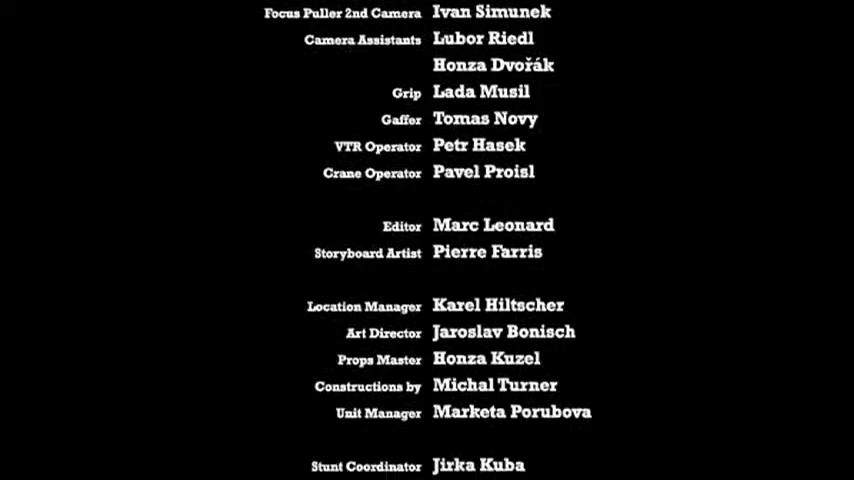 Focus Puller 2nd Camera Ivan Simunek
Camera Assistants Lubor Riedl
Honza Dvořák
Grip Lada Musil
Gaffer Tomas Novy
VTR Operator Petr Hasek
Crane Operator Pavel Proisl
Editor Marc Leonard
Storyboard Artist Pierre Farris
Location Manager Karel Hiltscher
Art Director Jaroslav Bonisch
Props Master Honza Kuzel
Constructions by Michal Turner
Unit Manager Marketa Porubova
Stunt Coordinator Jirka Kuba